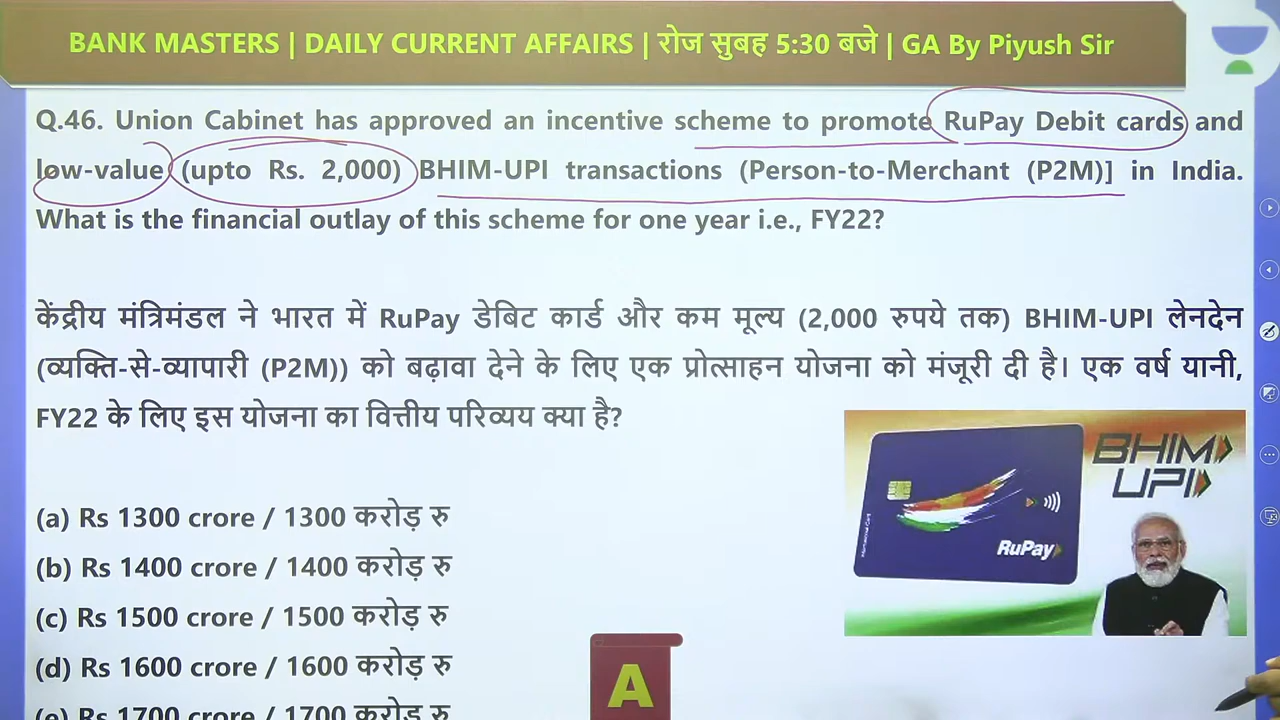 BANK MASTERS | DAILY CURRENT AFFAIRS | रोज सुबह 5:30 बजे | GA By Piyush Sir
Q.46. Union Cabinet has approved an incentive scheme to promote RuPay Debit cards and
low-value (upto Rs. 2,000) BHIM-UPI transactions (Person-to-Merchant (P2M)] in India.
What is the financial outlay of this scheme for one year i.e., FY22?
केंद्रीय मंत्रिमंडल ने भारत में RuPay डेबिट कार्ड और कम मूल्य (2,000 रुपये तक) BHIM-UPI लेनदेन
(व्यक्ति-से-व्यापारी (P2M)) को बढ़ावा देने के लिए एक प्रोत्साहन योजना को मंजूरी दी है। एक वर्ष यानी,
FY22 के लिए इस योजना का वित्तीय परिव्यय क्या है?
BHIM
UPI
RuPay
(a) Rs 1300 crore / 1300 करोड़ रु
(b) Rs 1400 crore / 1400 करोड़ रु
(c) Rs 1500 crore / 1500 करोड़ रु
(d) Rs 1600 crore / 1600 करोड़ रु
(e) Rs 1700 crore / 1700 करोड़ रु
A